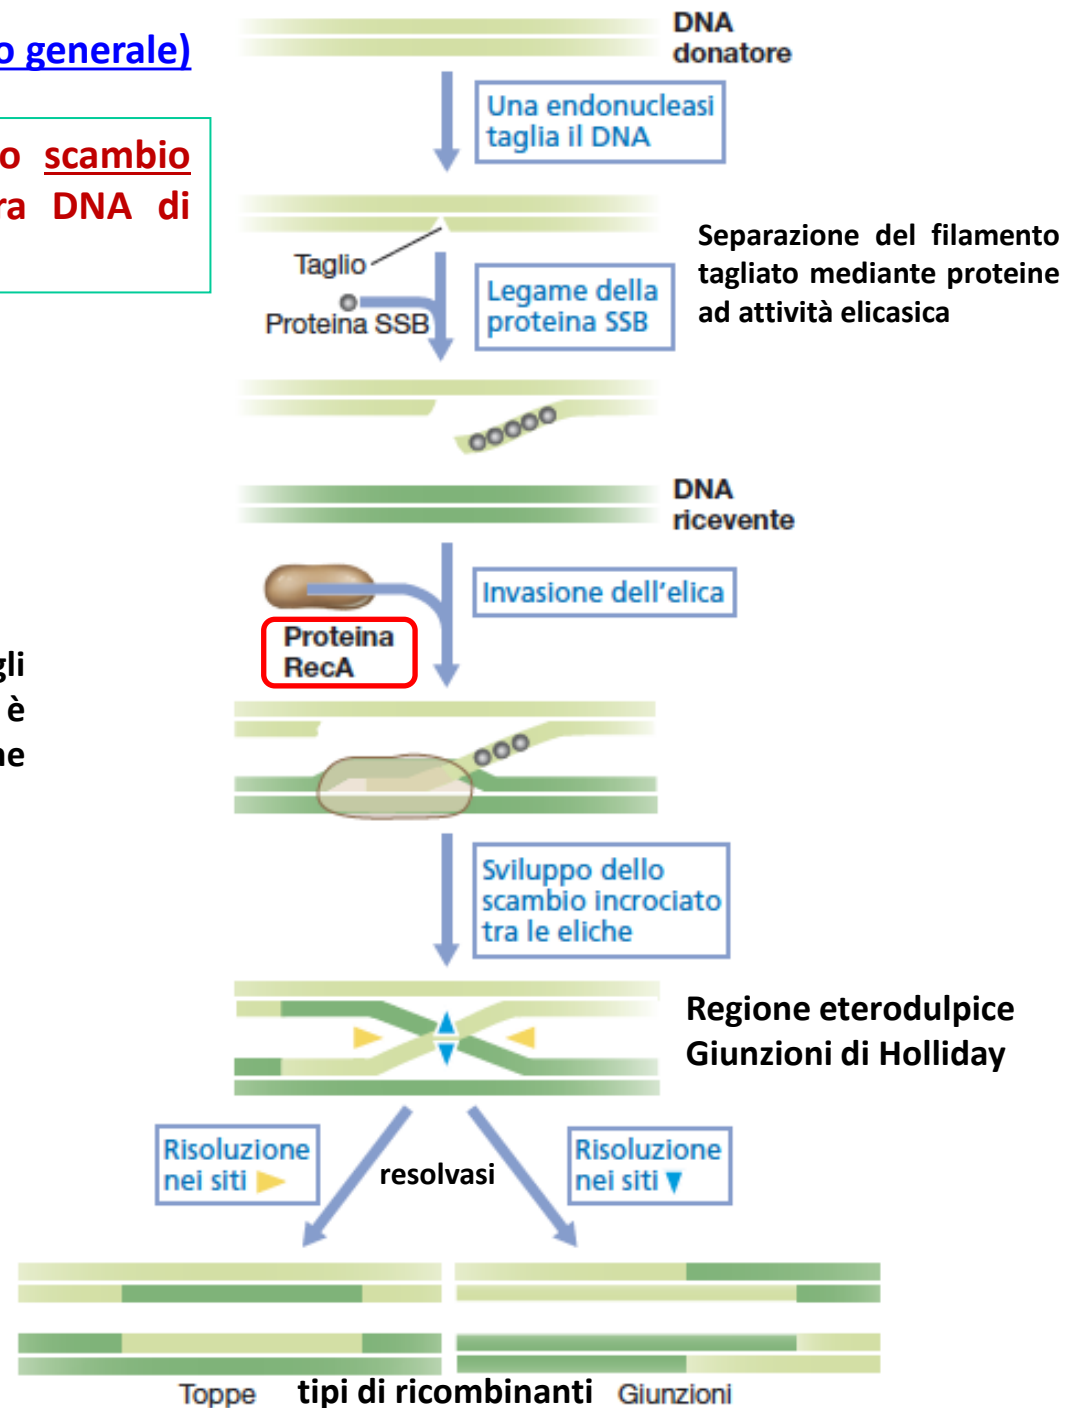 DNA
donatore
o generale)
Una endonucleasi
taglia il DNA
o scambio
ra DNA di
Taglio
Proteina SSB
Legame della
proteina SSB
Separazione del filamento
tagliato mediante proteine
ad attività elicasica
DNA
ricevente
Invasione dell'elica
Proteina
RecA
gli
è
ne
Sviluppo dello
scambio incrociato
tra le eliche
Regione eterodulpice
Giunzioni di Holliday
Risoluzione
nei siti
resolvasi
Risoluzione
nei siti
Toppe
tipi di ricombinanti
Giunzioni